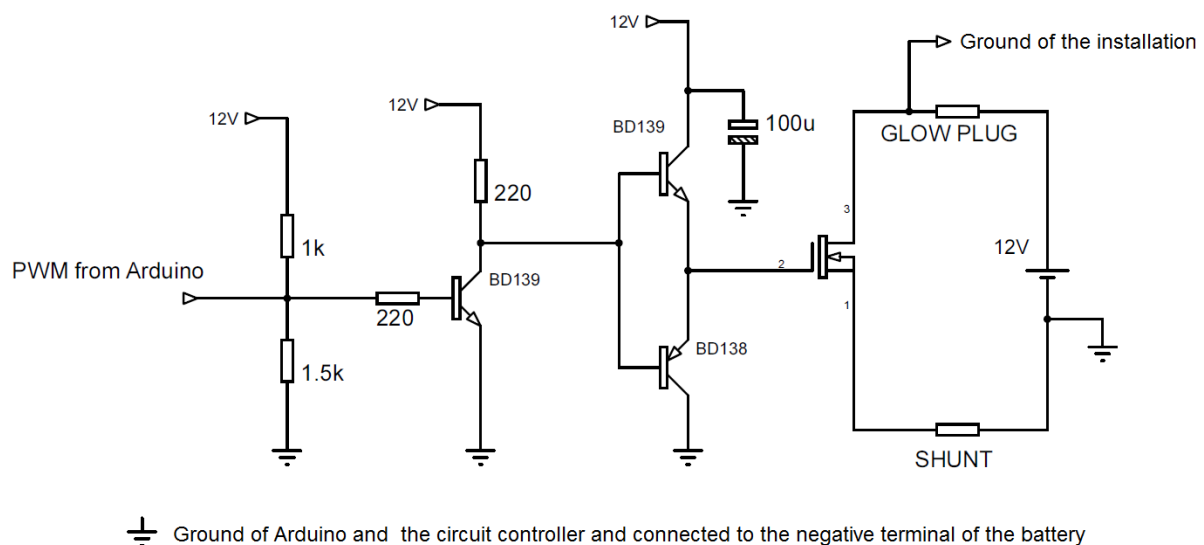 12V
Ground of the installation
12V
12V
BD139
100u
GLOW PLUG
220
3
1k
12V
PWM from Arduino
BD139
2
220
1
BD138
1.5k
SHUNT
Ground of Arduino and the circuit controller and connected to the negative terminal of the battery